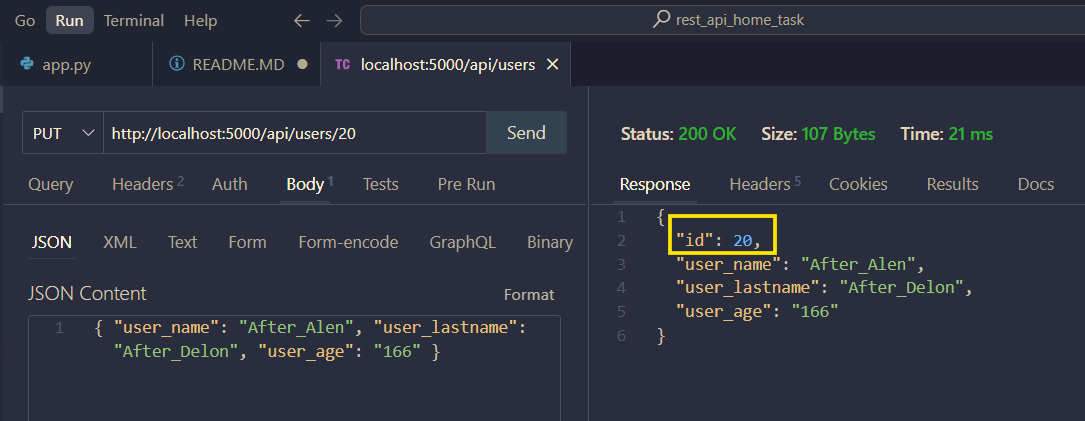 Go Run Terminal Help rest_api_home_task
app.py README.MD TC localhost:5000/api/users
PUT http://localhost:5000/api/users/20 Send
Query Headers 2 Auth Body 1 Tests Pre Run
JSON XML Text Form Form-encode GraphQL Binary
JSON Content Format
1 { "user_name": "After_Alen", "user_lastname":
"After_Delon", "user_age": "166" }
Status: 200 OK Size: 107 Bytes Time: 21 ms
Response Headers 5 Cookies Results Docs
1 {
2 "id": 20,
3 "user_name": "After_Alen",
4 "user_lastname": "After_Delon",
5 "user_age": "166"
6 }